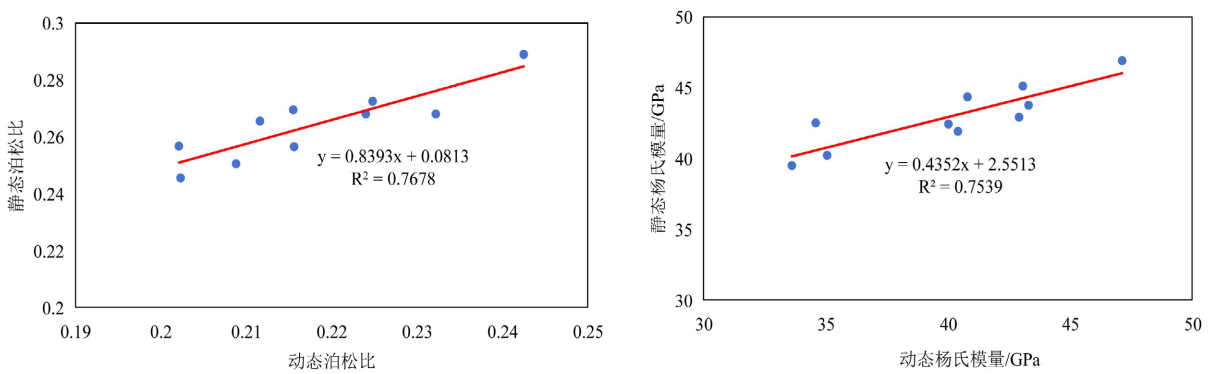 0.3
0.28
0.26
0.24
0.22
0.2
静态泊松比
y = 0.8393x + 0.0813
R² = 0.7678
0.19 0.2 0.21 0.22 0.23 0.24 0.25
动态泊松比
50
45
40
35
30
静态杨氏模量/GPa
y = 0.4352x + 2.5513
R² = 0.7539
30 35 40 45 50
动态杨氏模量/GPa